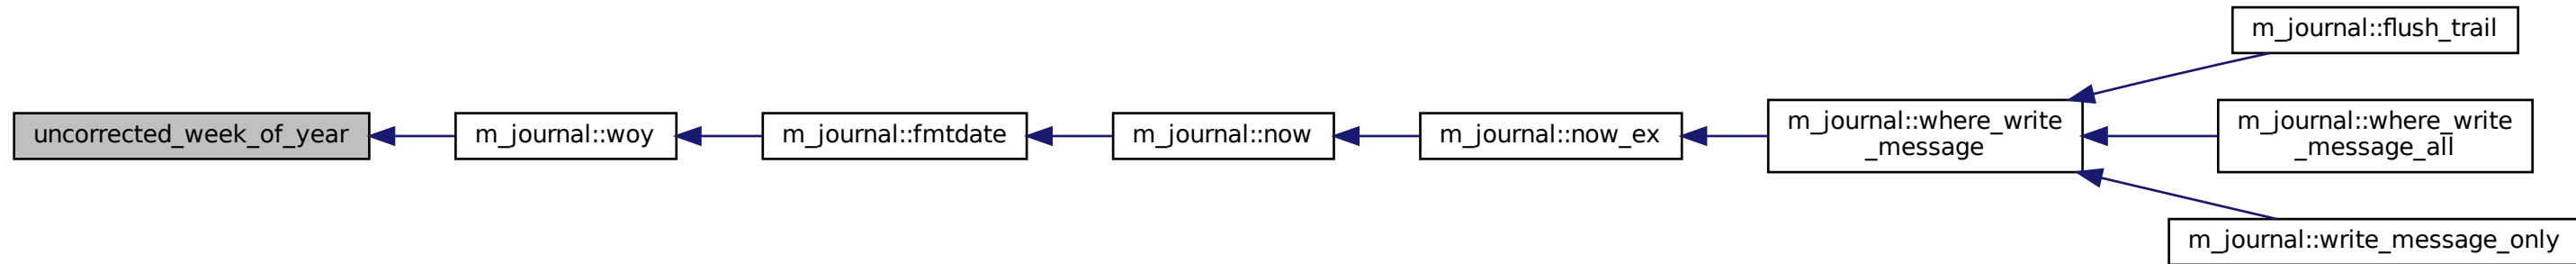 m_journal::flush_trail
uncorrected_week_of_year
m_journal::woy
m_journal::fmtdate
m_journal::now
m_journal::now_ex
m_journal::where_write
_message
m_journal::where_write
_message_all
m_journal::write_message_only